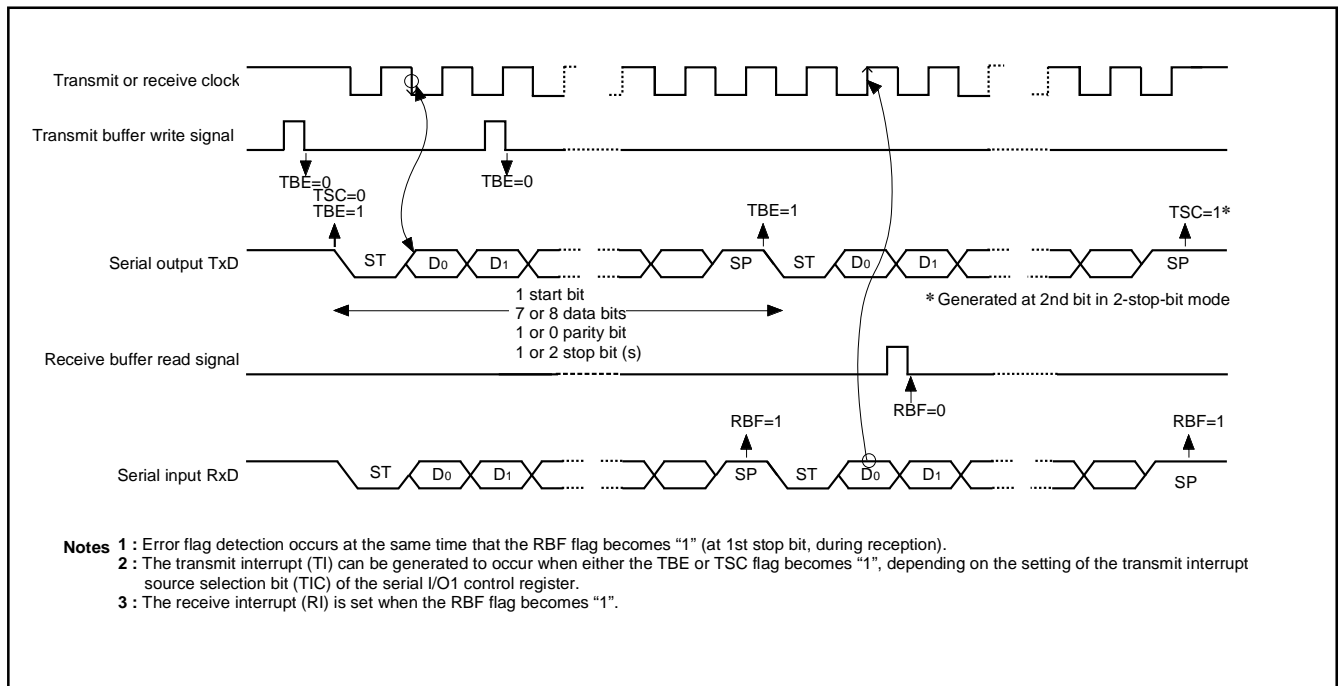 Transmit or receive clock
Transmit buffer write signal
TBE=0
TSC=0
TBE=1
TBE=0
TBE=1
TSC=1*
Serial output TxD
ST
D0
D1
SP
ST
D0
D1
SP
1 start bit
7 or 8 data bits
1 or 0 parity bit
1 or 2 stop bit (s)
* Generated at 2nd bit in 2-stop-bit mode
Receive buffer read signal
RBF=0
RBF=1
RBF=1
Serial input RxD
ST
D0
D1
SP
ST
D0
D1
SP
Notes 1 : Error flag detection occurs at the same time that the RBF flag becomes “1” (at 1st stop bit, during reception).
2 : The transmit interrupt (TI) can be generated to occur when either the TBE or TSC flag becomes “1”, depending on the setting of the transmit interrupt
source selection bit (TIC) of the serial I/O1 control register.
3 : The receive interrupt (RI) is set when the RBF flag becomes “1”.